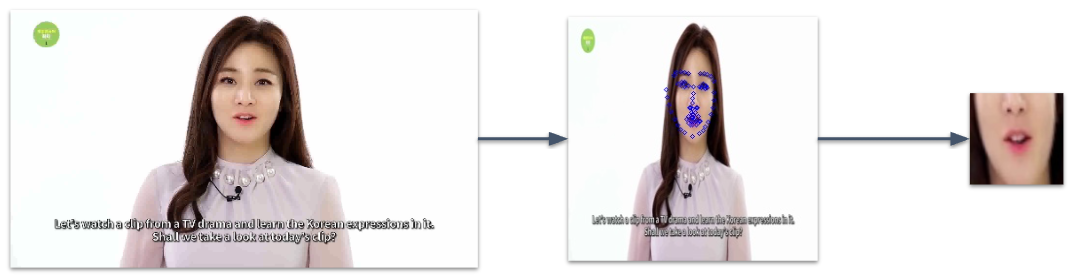 Let's watch a clip from a TV drama and learn the Korean expressions in it.
Shall we take a look at today's clip?
Let's watch a clip from a TV drama and learn the Korean expressions in it.
Shall we take a look at today's clip?